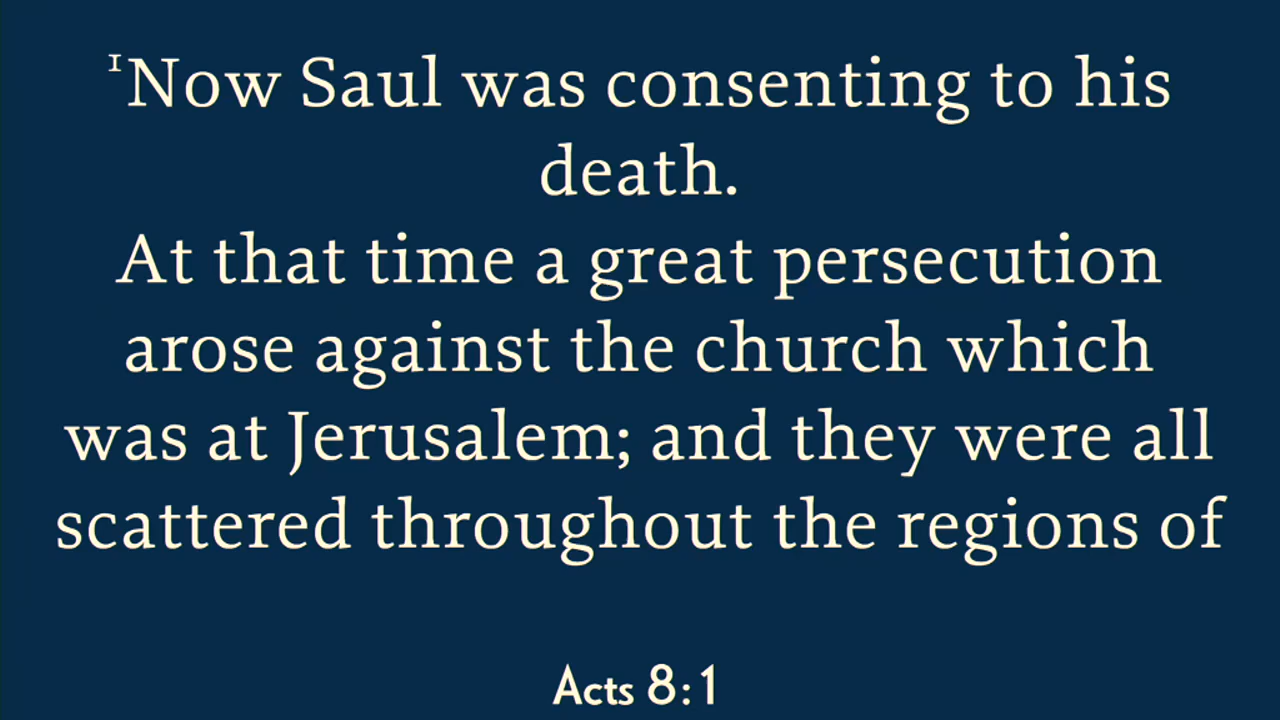 ¹Now Saul was consenting to his
death.
At that time a great persecution
arose against the church which
was at Jerusalem; and they were all
scattered throughout the regions of
Acts 8:1